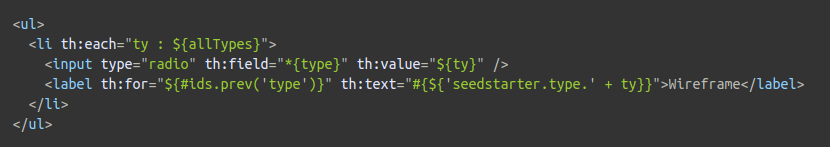 <ul>
<li th:each="ty : ${allTypes}">
<input type="radio" th:field="*{type}" th:value="${ty}" />
<label th:for="${#ids.prev('type')}" th:text="#{${'seedstarter.type.' + ty}}">Wireframe</label>
</li>
</ul>